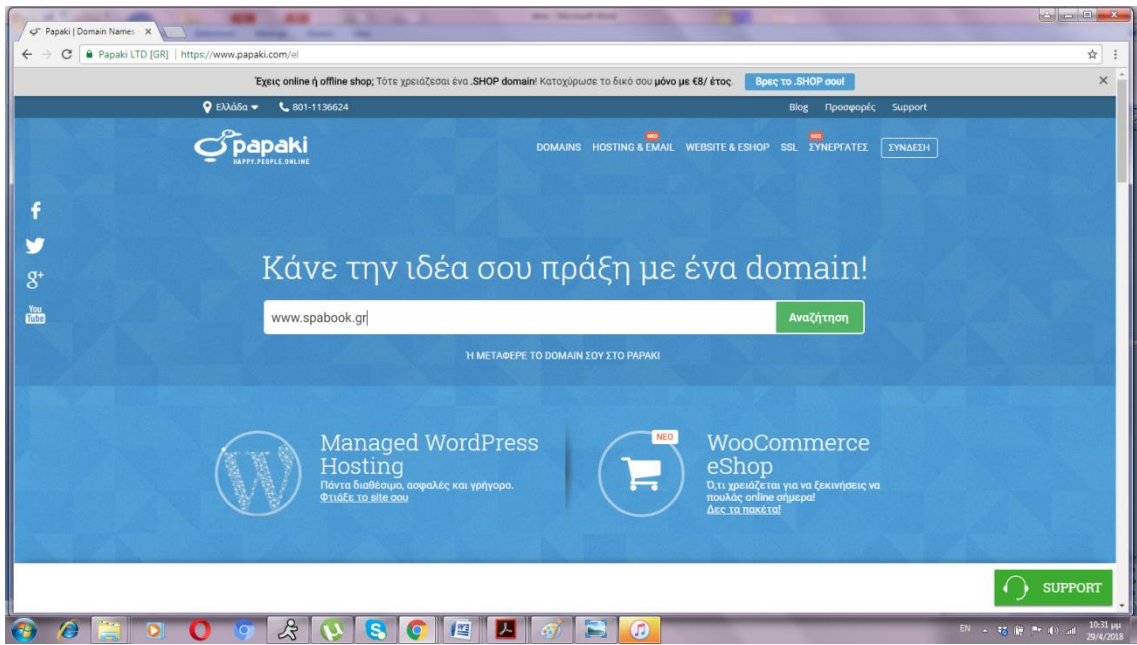 Papaki | Domain Names
Papaki LTD [GR] | https://www.papaki.com/el
Έχεις online ή offline shop; Τότε χρειάζεσαι ένα .SHOP domain! Κατοχύρωσε το δικό σου μόνο με €8/ έτος. Βρες το .SHOP σου!
Ελλάδα 801-1136624 Blog Προσφορές Support
papaki
HAPPY.PEOPLE.ONLINE
ΝΕΟ ΝΕΟ
DOMAINS HOSTING & EMAIL WEBSITE & ESHOP SSL ΣΥΝΕΡΓΑΤΕΣ ΣΥΝΔΕΣΗ
f
g+
You
Tube
Κάνε την ιδέα σου πράξη με ένα domain!
www.spabook.gr Αναζήτηση
Ή ΜΕΤΑΦΕΡΕ ΤΟ DOMAIN ΣΟΥ ΣΤΟ PAPAKI
Managed WordPress
Hosting
Πάντα διαθέσιμο, ασφαλές και γρήγορο.
Φτιάξε το site σου
ΝΕΟ
WooCommerce
eShop
Ό,τι χρειάζεται για να ξεκινήσεις να
πουλάς online σήμερα!
Δες τα πακέτα!
SUPPORT
EN 10:31 μμ
29/4/2018